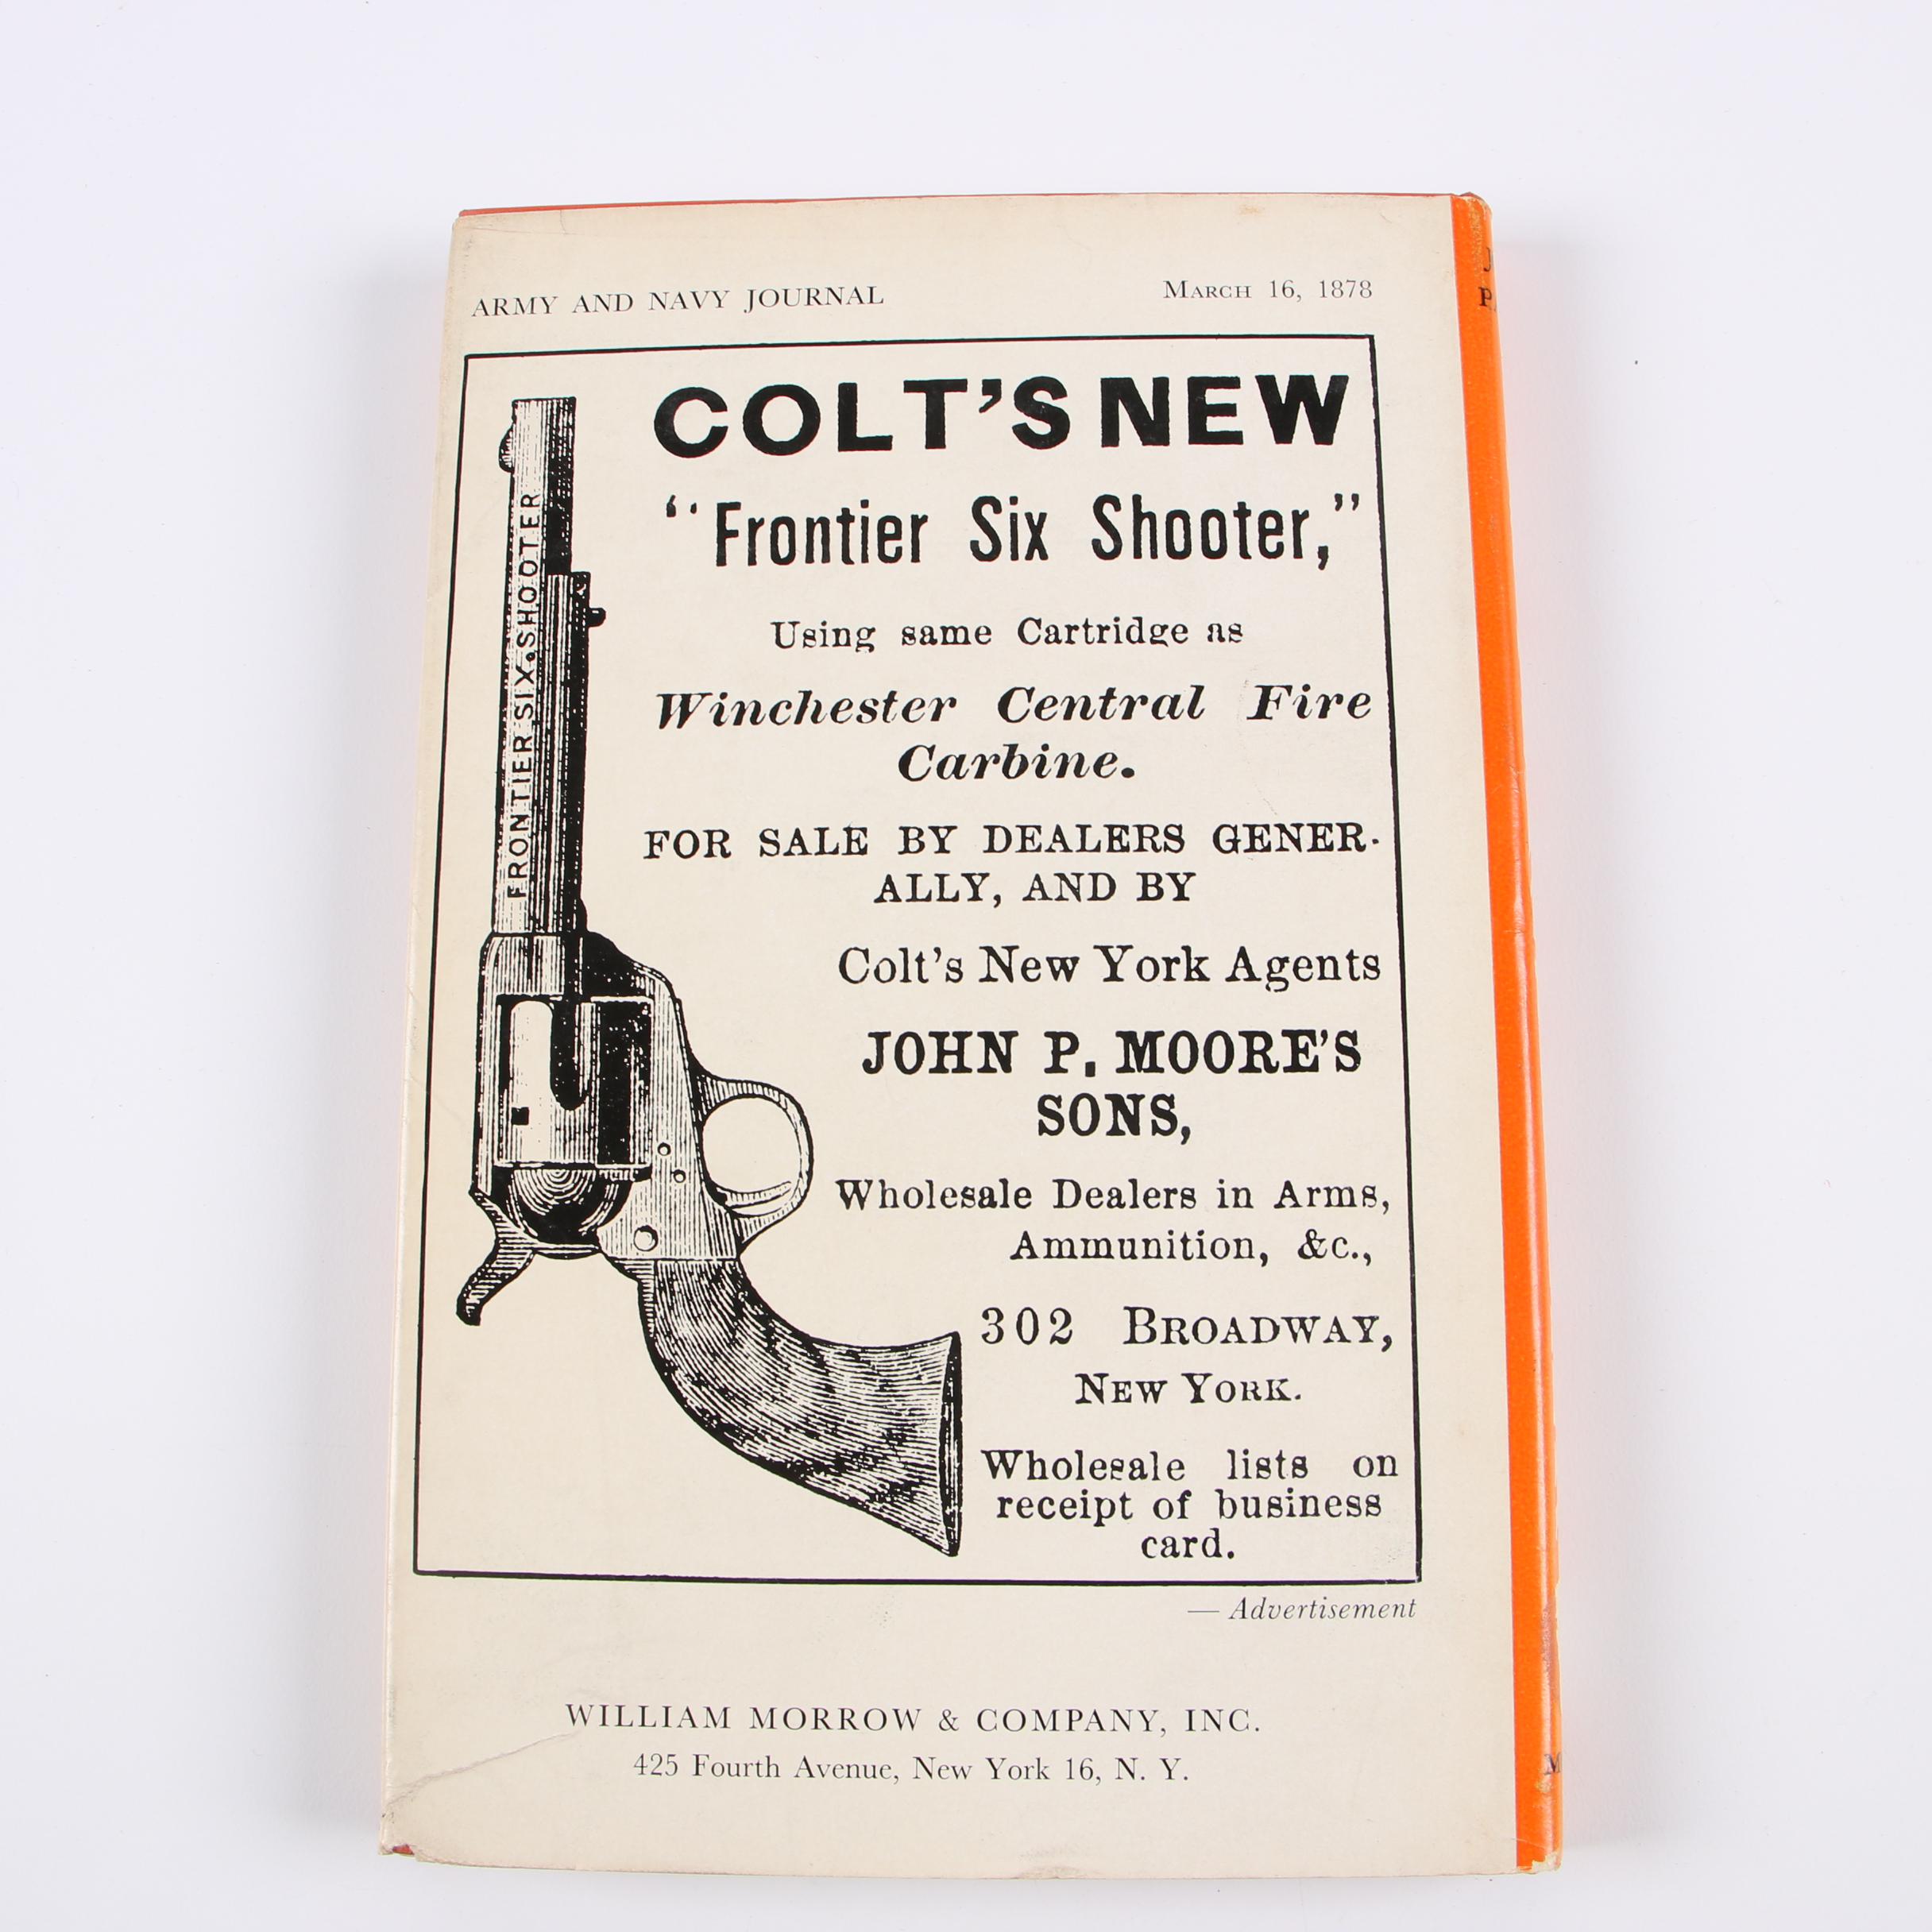 ARMY AND NAVY JOURNAL March 16, 1878
COLT'S NEW
"Frontier Six Shooter,"
Using same Cartridge as
Winchester Central Fire
Carbine.
FOR SALE BY DEALERS GENER-
ALLY, AND BY
Colt's New York Agents
JOHN P. MOORE'S
SONS,
Wholesale Dealers in Arms,
Ammunition, &c.,
302 BROADWAY,
NEW YORK.
Wholesale lists on
receipt of business
card.
FRONTIER.SIX.SHOOTER
— Advertisement
WILLIAM MORROW & COMPANY, INC.
425 Fourth Avenue, New York 16, N. Y.